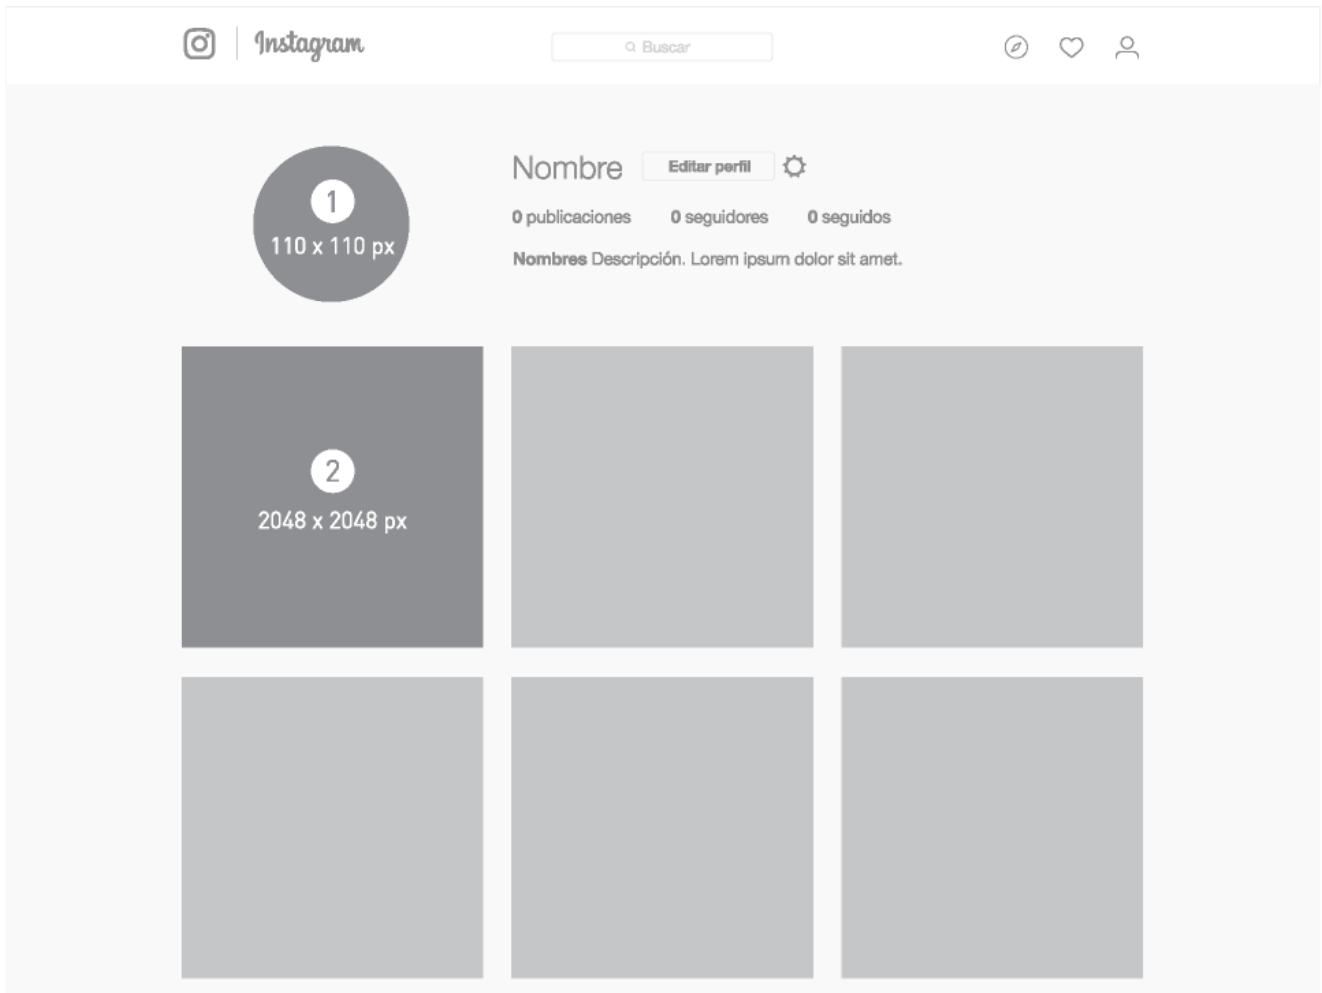 Instagram
Buscar
Nombre Editar perfil
0 publicaciones 0 seguidores 0 seguidos
Nombres Descripción. Lorem ipsum dolor sit amet.
1
110 x 110 px
2
2048 x 2048 px